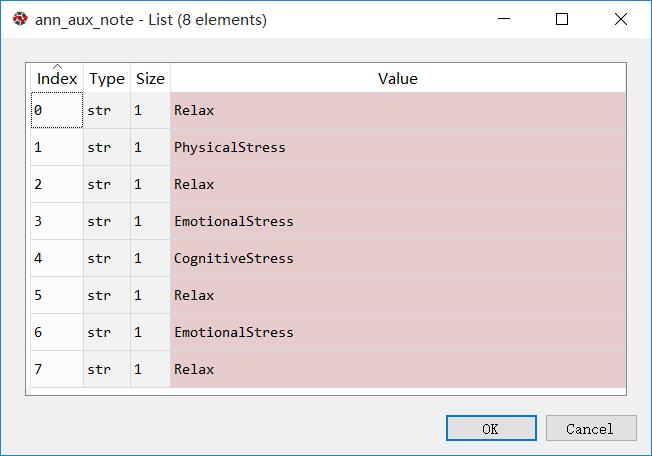 ann_aux_note - List (8 elements)
Index Type Size Value
0 str 1 Relax
1 str 1 PhysicalStress
2 str 1 Relax
3 str 1 EmotionalStress
4 str 1 CognitiveStress
5 str 1 Relax
6 str 1 EmotionalStress
7 str 1 Relax
OK Cancel